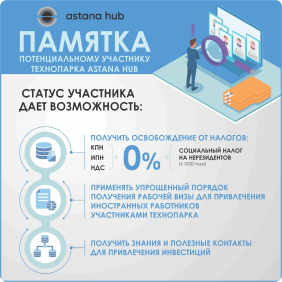 astana hub
ПАМЯТКА
ПОТЕНЦИАЛЬНОМУ УЧАСТНИКУ
ТЕХНОПАРКА ASTANA HUB
СТАТУС УЧАСТНИКА
ДАЕТ ВОЗМОЖНОСТЬ:
ПОЛУЧИТЬ ОСВОБОЖДЕНИЕ ОТ НАЛОГОВ:
КПН
ИПН
НДС
0%
СОЦИАЛЬНЫЙ НАЛОГ
НА НЕРЕЗИДЕНТОВ
(с 2020 года)
ПРИМЕНЯТЬ УПРОЩЕННЫЙ ПОРЯДОК
ПОЛУЧЕНИЯ РАБОЧЕЙ ВИЗЫ ДЛЯ ПРИВЛЕЧЕНИЯ
ИНОСТРАННЫХ РАБОТНИКОВ
УЧАСТНИКАМИ ТЕХНОПАРКА
ПОЛУЧИТЬ ЗНАНИЯ И ПОЛЕЗНЫЕ КОНТАКТЫ
ДЛЯ ПРИВЛЕЧЕНИЯ ИНВЕСТИЦИЙ